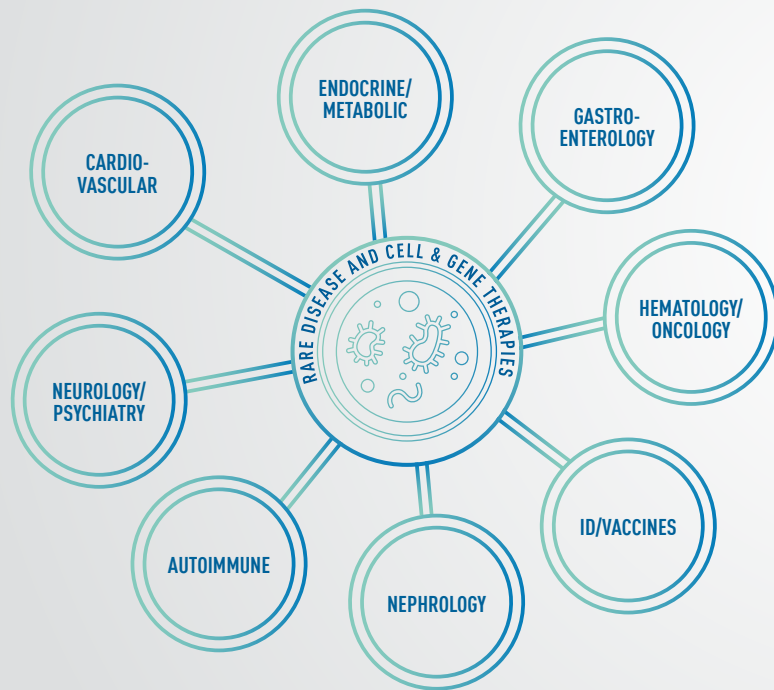 ENDOCRINE/
METABOLIC
GASTRO-
ENTEROLOGY
CARDIO-
VASCULAR
RARE DISEASE AND CELL & GENE THERAPIES
HEMATOLOGY/
ONCOLOGY
NEUROLOGY/
PSYCHIATRY
ID/VACCINES
AUTOIMMUNE
NEPHROLOGY